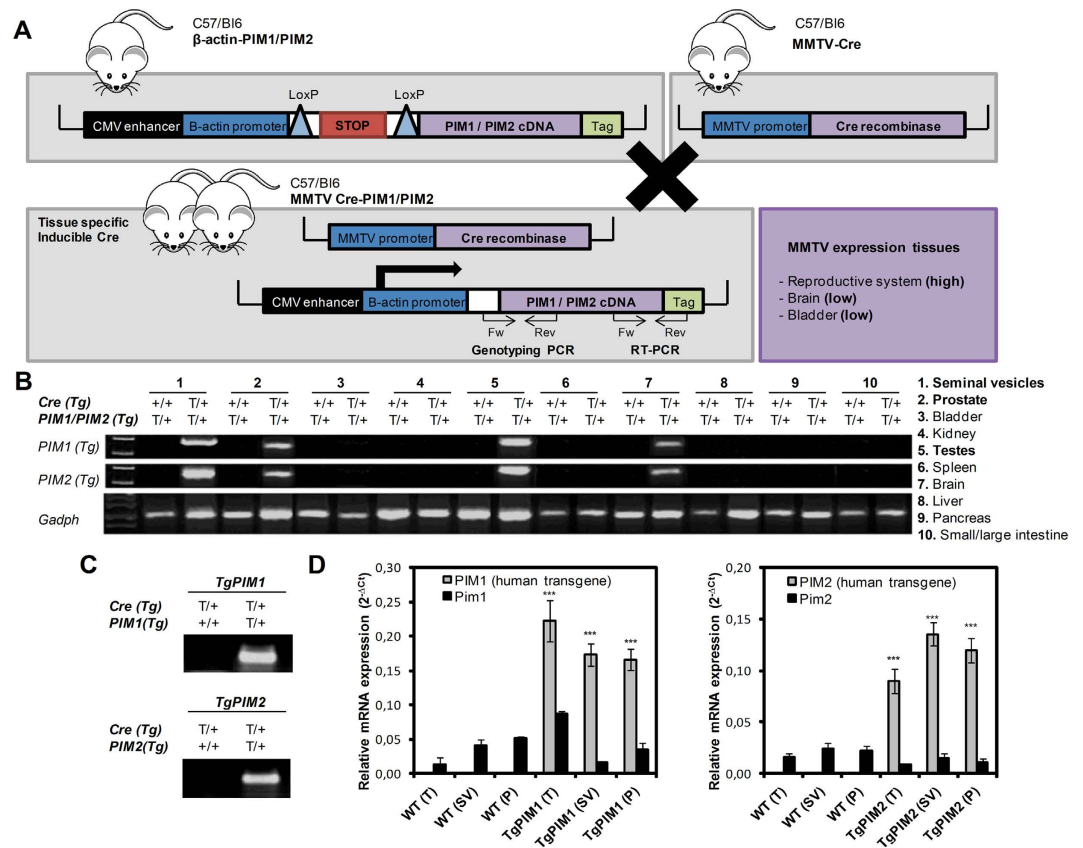 A
C57/Bl6
β-actin-PIM1/PIM2
C57/Bl6
MMTV-Cre
LoxP
LoxP
CMV enhancer
B-actin promoter
STOP
PIM1 / PIM2 cDNA
Tag
MMTV promoter
Cre recombinase
C57/Bl6
MMTV Cre-PIM1/PIM2
Tissue specific
Inducible Cre
MMTV promoter
Cre recombinase
CMV enhancer
B-actin promoter
PIM1 / PIM2 cDNA
Tag
Fw Rev Fw Rev
Genotyping PCR RT-PCR
MMTV expression tissues
- Reproductive system (high)
- Brain (low)
- Bladder (low)
B
1 2 3 4 5 6 7 8 9 10
Cre (Tg) +/+ T/+ +/+ T/+ +/+ T/+ +/+ T/+ +/+ T/+ +/+ T/+ +/+ T/+ +/+ T/+ +/+ T/+ +/+ T/+
PIM1/PIM2 (Tg) T/+ T/+ T/+ T/+ T/+ T/+ T/+ T/+ T/+ T/+ T/+ T/+ T/+ T/+ T/+ T/+ T/+ T/+ T/+ T/+
PIM1 (Tg)
PIM2 (Tg)
Gadph
1. Seminal vesicles
2. Prostate
3. Bladder
4. Kidney
5. Testes
6. Spleen
7. Brain
8. Liver
9. Pancreas
10. Small/large intestine
C
TgPIM1
Cre (Tg) T/+ T/+
PIM1(Tg) +/+ T/+
TgPIM2
Cre (Tg) T/+ T/+
PIM2(Tg) +/+ T/+
D
Relative mRNA expression (2-ΔCt)
0,30
0,25
0,20
0,15
0,10
0,05
0,00
PIM1 (human transgene)
Pim1
***
***
***
WT (T)
WT (SV)
WT (P)
TgPIM1 (T)
TgPIM1 (SV)
TgPIM1 (P)
Relative mRNA expression (2-ΔCt)
0,20
0,15
0,10
0,05
0,00
PIM2 (human transgene)
Pim2
***
***
***
WT (T)
WT (SV)
WT (P)
TgPIM2 (T)
TgPIM2 (SV)
TgPIM2 (P)